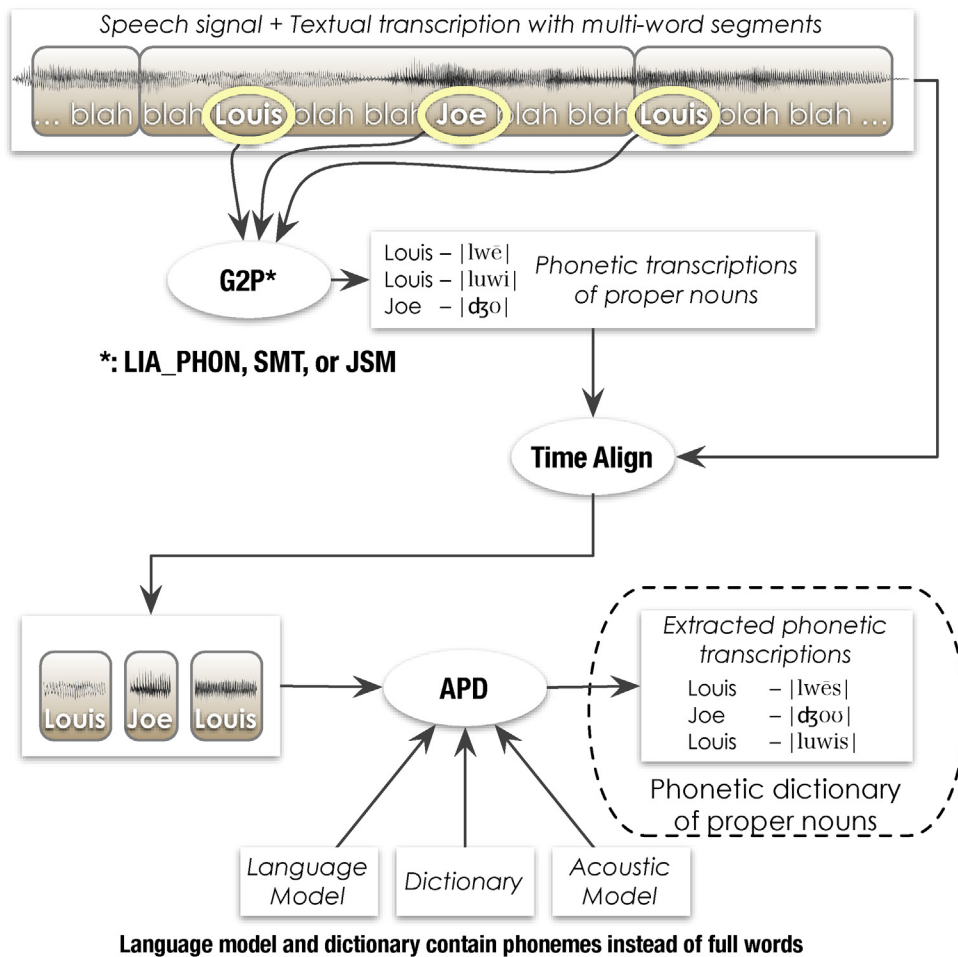 Speech signal + Textual transcription with multi-word segments
... blah blah Louis blah blah Joe blah blah Louis blah blah ...
G2P*
Louis – |lwē|
Louis – |luwi|
Joe – |ʤo|
Phonetic transcriptions
of proper nouns
*: LIA_PHON, SMT, or JSM
Time Align
Louis Joe Louis
APD
Extracted phonetic
transcriptions
Louis – |lwēs|
Joe – |ʤoʊ|
Louis – |luwis|
Phonetic dictionary
of proper nouns
Language
Model
Dictionary
Acoustic
Model
Language model and dictionary contain phonemes instead of full words